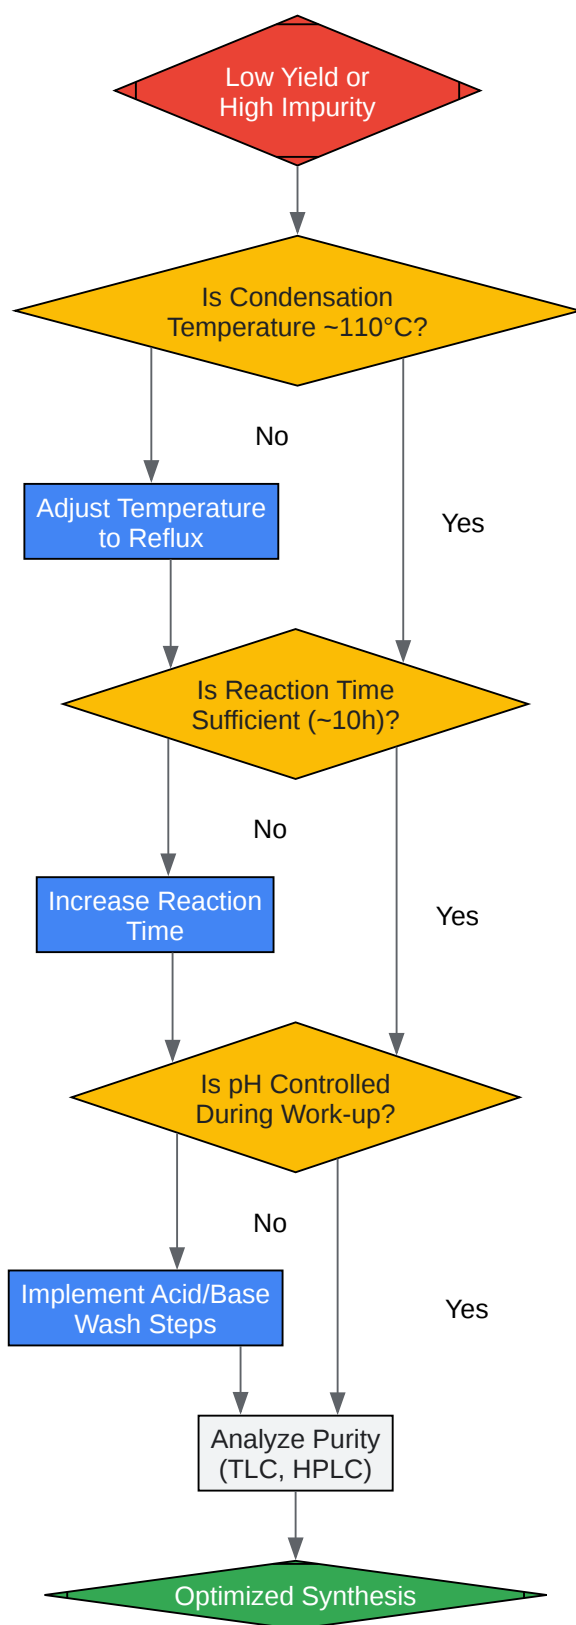 Low Yield or
High Impurity
Is Condensation
Temperature ~110°C?
No
Adjust Temperature
to Reflux
Yes
Is Reaction Time
Sufficient (~10h)?
No
Increase Reaction
Time
Yes
Is pH Controlled
During Work-up?
No
Implement Acid/Base
Wash Steps
Yes
Analyze Purity
(TLC, HPLC)
Optimized Synthesis